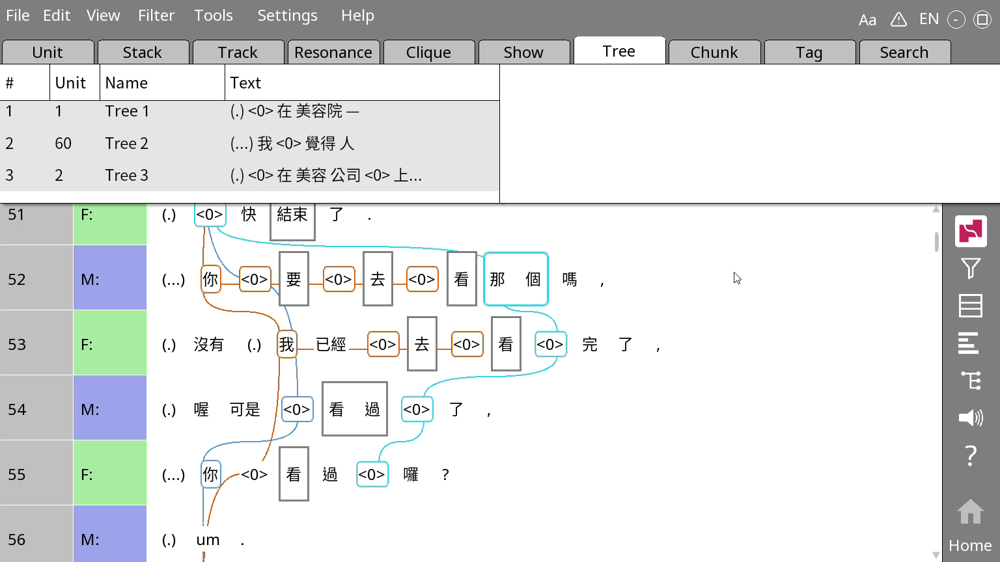 File Edit View Filter Tools Settings Help Aa EN -
Unit Stack Track Resonance Clique Show Tree Chunk Tag Search
# Unit Name Text
1 1 Tree 1 (.) <0> 在 美容院 —
2 60 Tree 2 (...) 我 <0> 覺得 人
3 2 Tree 3 (.) <0> 在 美容 公司 <0> 上...
51 F: (.) <0> 快 結束 了 .
52 M: (...) 你 <0> 要 <0> 去 <0> 看 那 個 嗎 ,
53 F: (.) 沒有 (.) 我 已經 <0> 去 <0> 看 <0> 完 了 ,
54 M: (.) 喔 可是 <0> 看 過 <0> 了 ,
55 F: (...) 你 <0> 看 過 <0> 囉 ?
56 M: (.) um .
?
Home